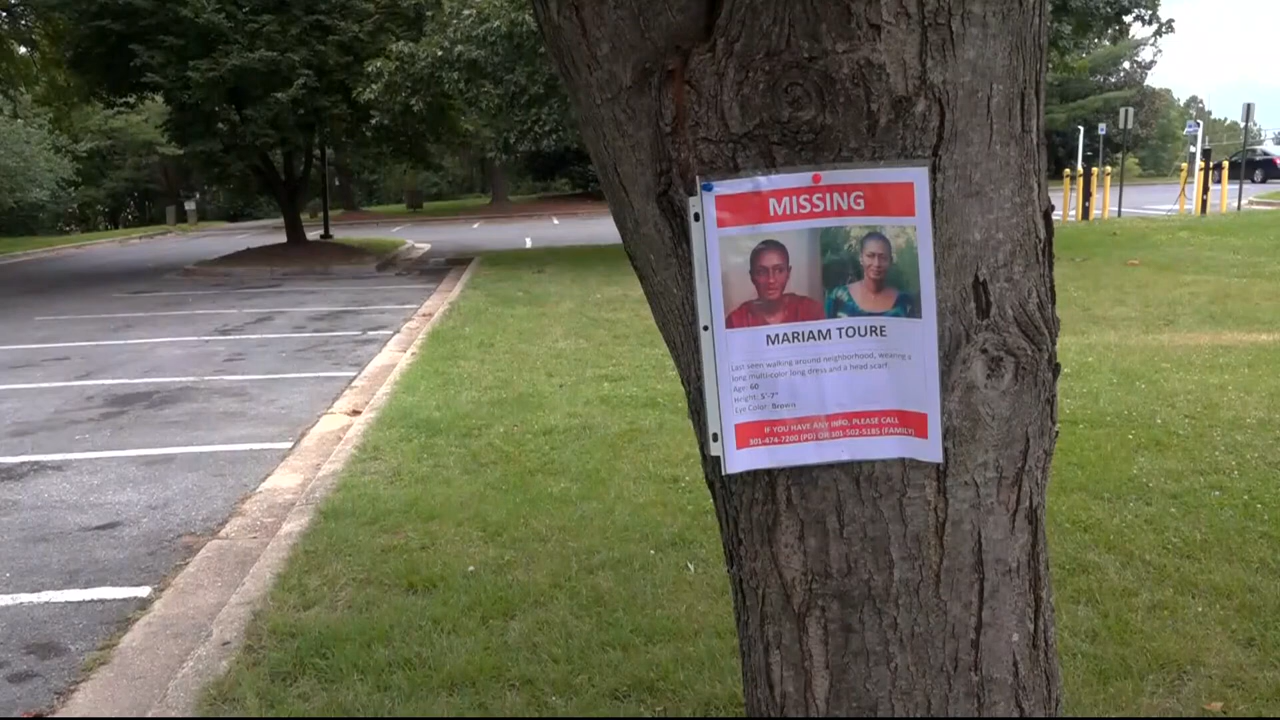 MISSING
MARIAM TOURE
Last seen walking around neighborhood, wearing a
long multi-color long dress and a head scarf.
Age: 60
Height: 5'-7"
Eye Color: Brown
IF YOU HAVE ANY INFO, PLEASE CALL
301-474-7200 (PD) OR 301-502-5185 (FAMILY)